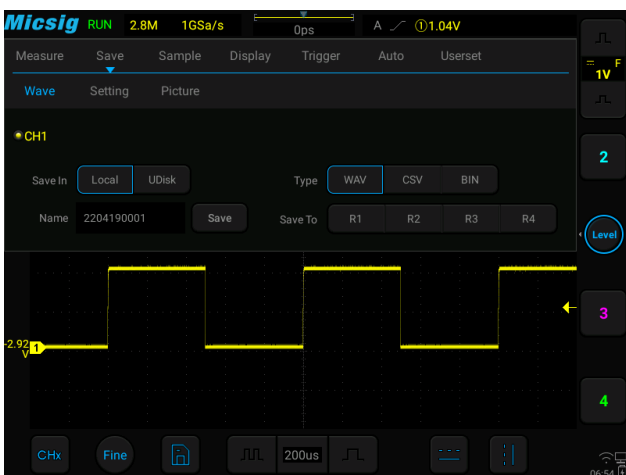 Micsig RUN 2.8M 1GSa/s 0ps A ①1.04V
Measure Save Sample Display Trigger Auto Userset
F
1V
Wave Setting Picture
CH1
2
Save In Local UDisk Type WAV CSV BIN
Name 2204190001 Save Save To R1 R2 R3 R4
Level
3
-2.92
V
1
4
CHx Fine 200us
06:54